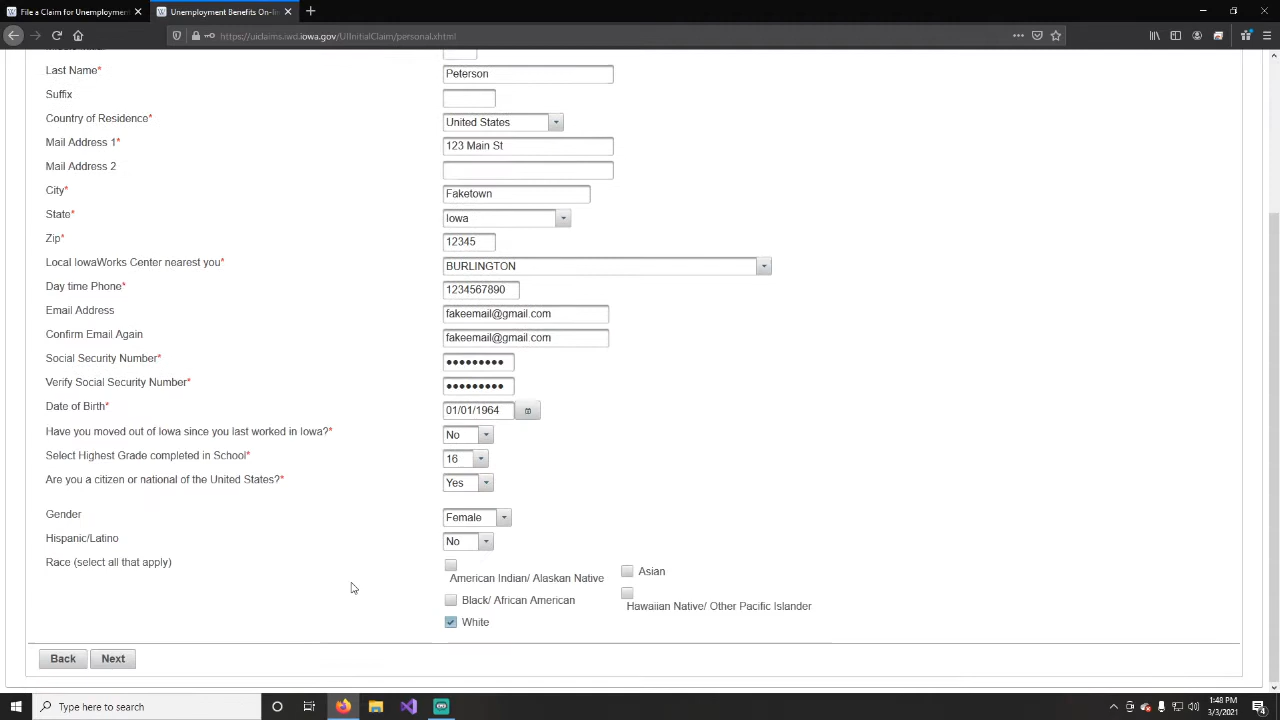 File a Claim for Unemployment
Unemployment Benefits On-lin
https://uiclaims.iwd.iowa.gov/UIInitialClaim/personal.xhtml
Last Name* Peterson
Suffix
Country of Residence* United States
Mail Address 1* 123 Main St
Mail Address 2
City* Faketown
State* Iowa
Zip* 12345
Local IowaWorks Center nearest you* BURLINGTON
Day time Phone* 1234567890
Email Address fakeemail@gmail.com
Confirm Email Again fakeemail@gmail.com
Social Security Number* •••••••••
Verify Social Security Number* •••••••••
Date of Birth* 01/01/1964
Have you moved out of Iowa since you last worked in Iowa?* No
Select Highest Grade completed in School* 16
Are you a citizen or national of the United States?* Yes
Gender Female
Hispanic/Latino No
Race (select all that apply)
American Indian/ Alaskan Native
Asian
Black/ African American
Hawaiian Native/ Other Pacific Islander
White
Back Next
Type here to search
1:48 PM
3/3/2021